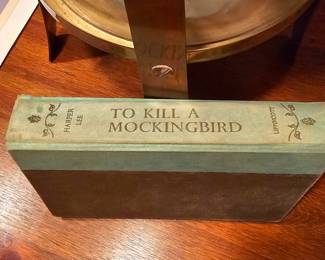 HARPER
LEE
TO KILL A
MOCKINGBIRD
LIPPINCOTT